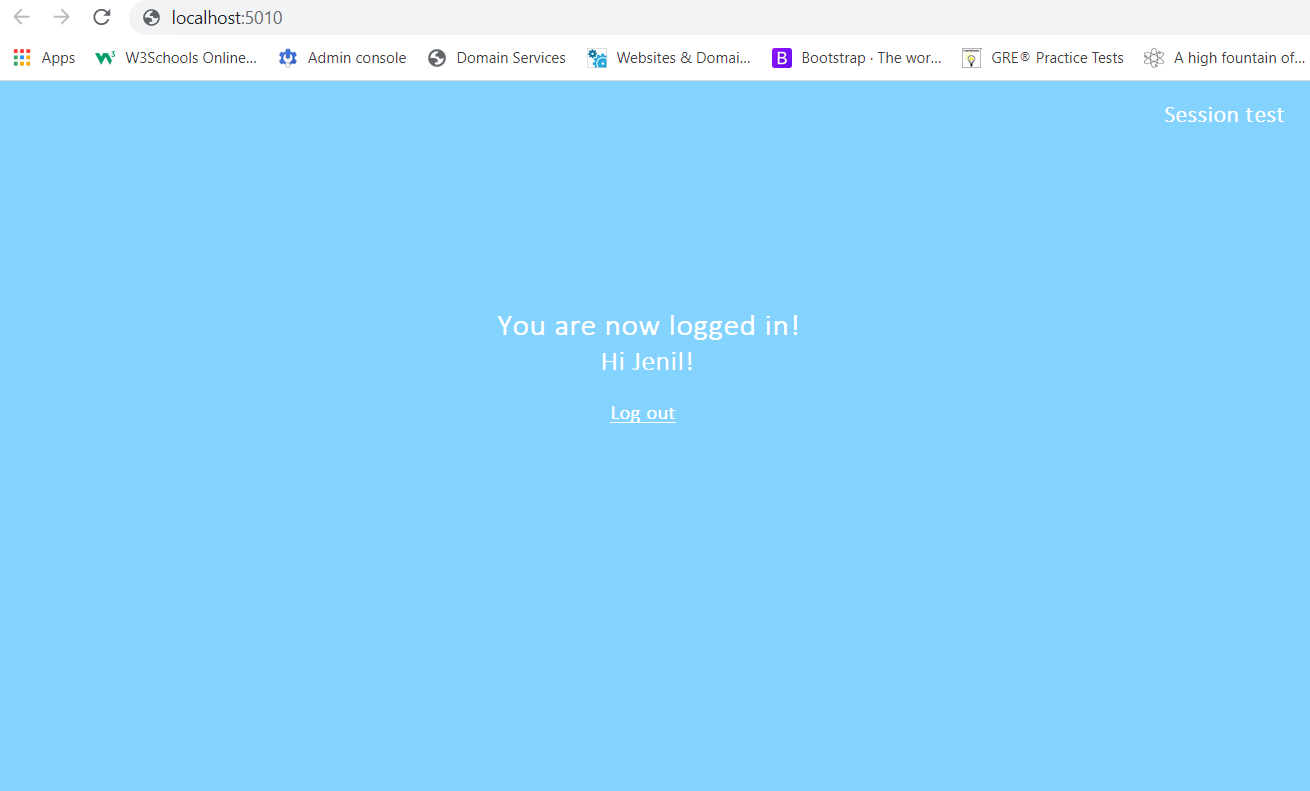 localhost:5010
Apps W3Schools Online... Admin console Domain Services Websites & Domai... B Bootstrap · The wor... GRE® Practice Tests A high fountain of...
Session test
You are now logged in!
Hi Jenil!
Log out